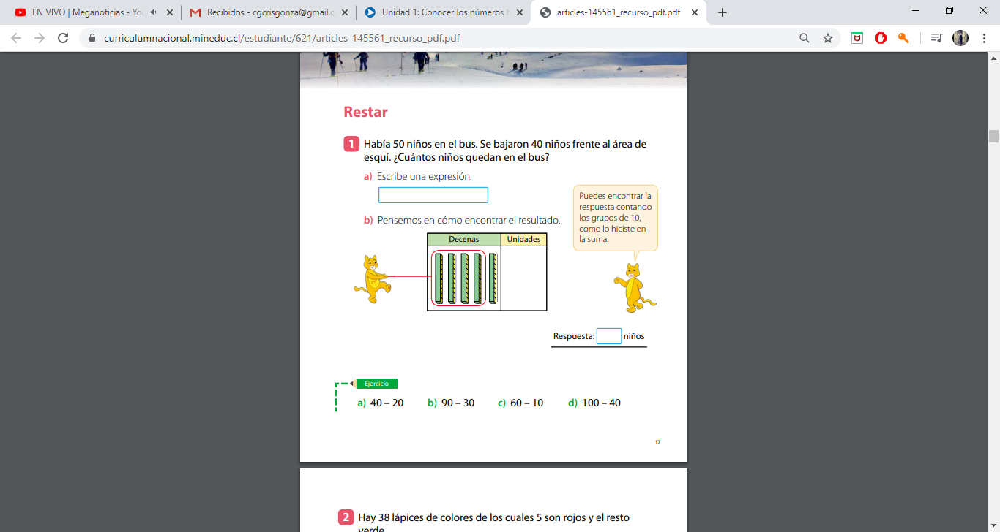 EN VIVO | Meganoticias - You
Recibidos - cgcrisgonza@gmail.c
Unidad 1: Conocer los números h
articles-145561_recurso_pdf.pdf
curriculumnacional.mineduc.cl/estudiante/621/articles-145561_recurso_pdf.pdf
Restar
1 Había 50 niños en el bus. Se bajaron 40 niños frente al área de
esquí. ¿Cuántos niños quedan en el bus?
a) Escribe una expresión.
Puedes encontrar la
respuesta contando
los grupos de 10,
como lo hiciste en
la suma.
b) Pensemos en cómo encontrar el resultado.
Decenas Unidades
Respuesta: niños
Ejercicio
a) 40 – 20 b) 90 – 30 c) 60 – 10 d) 100 – 40
17
2 Hay 38 lápices de colores de los cuales 5 son rojos y el resto
verde